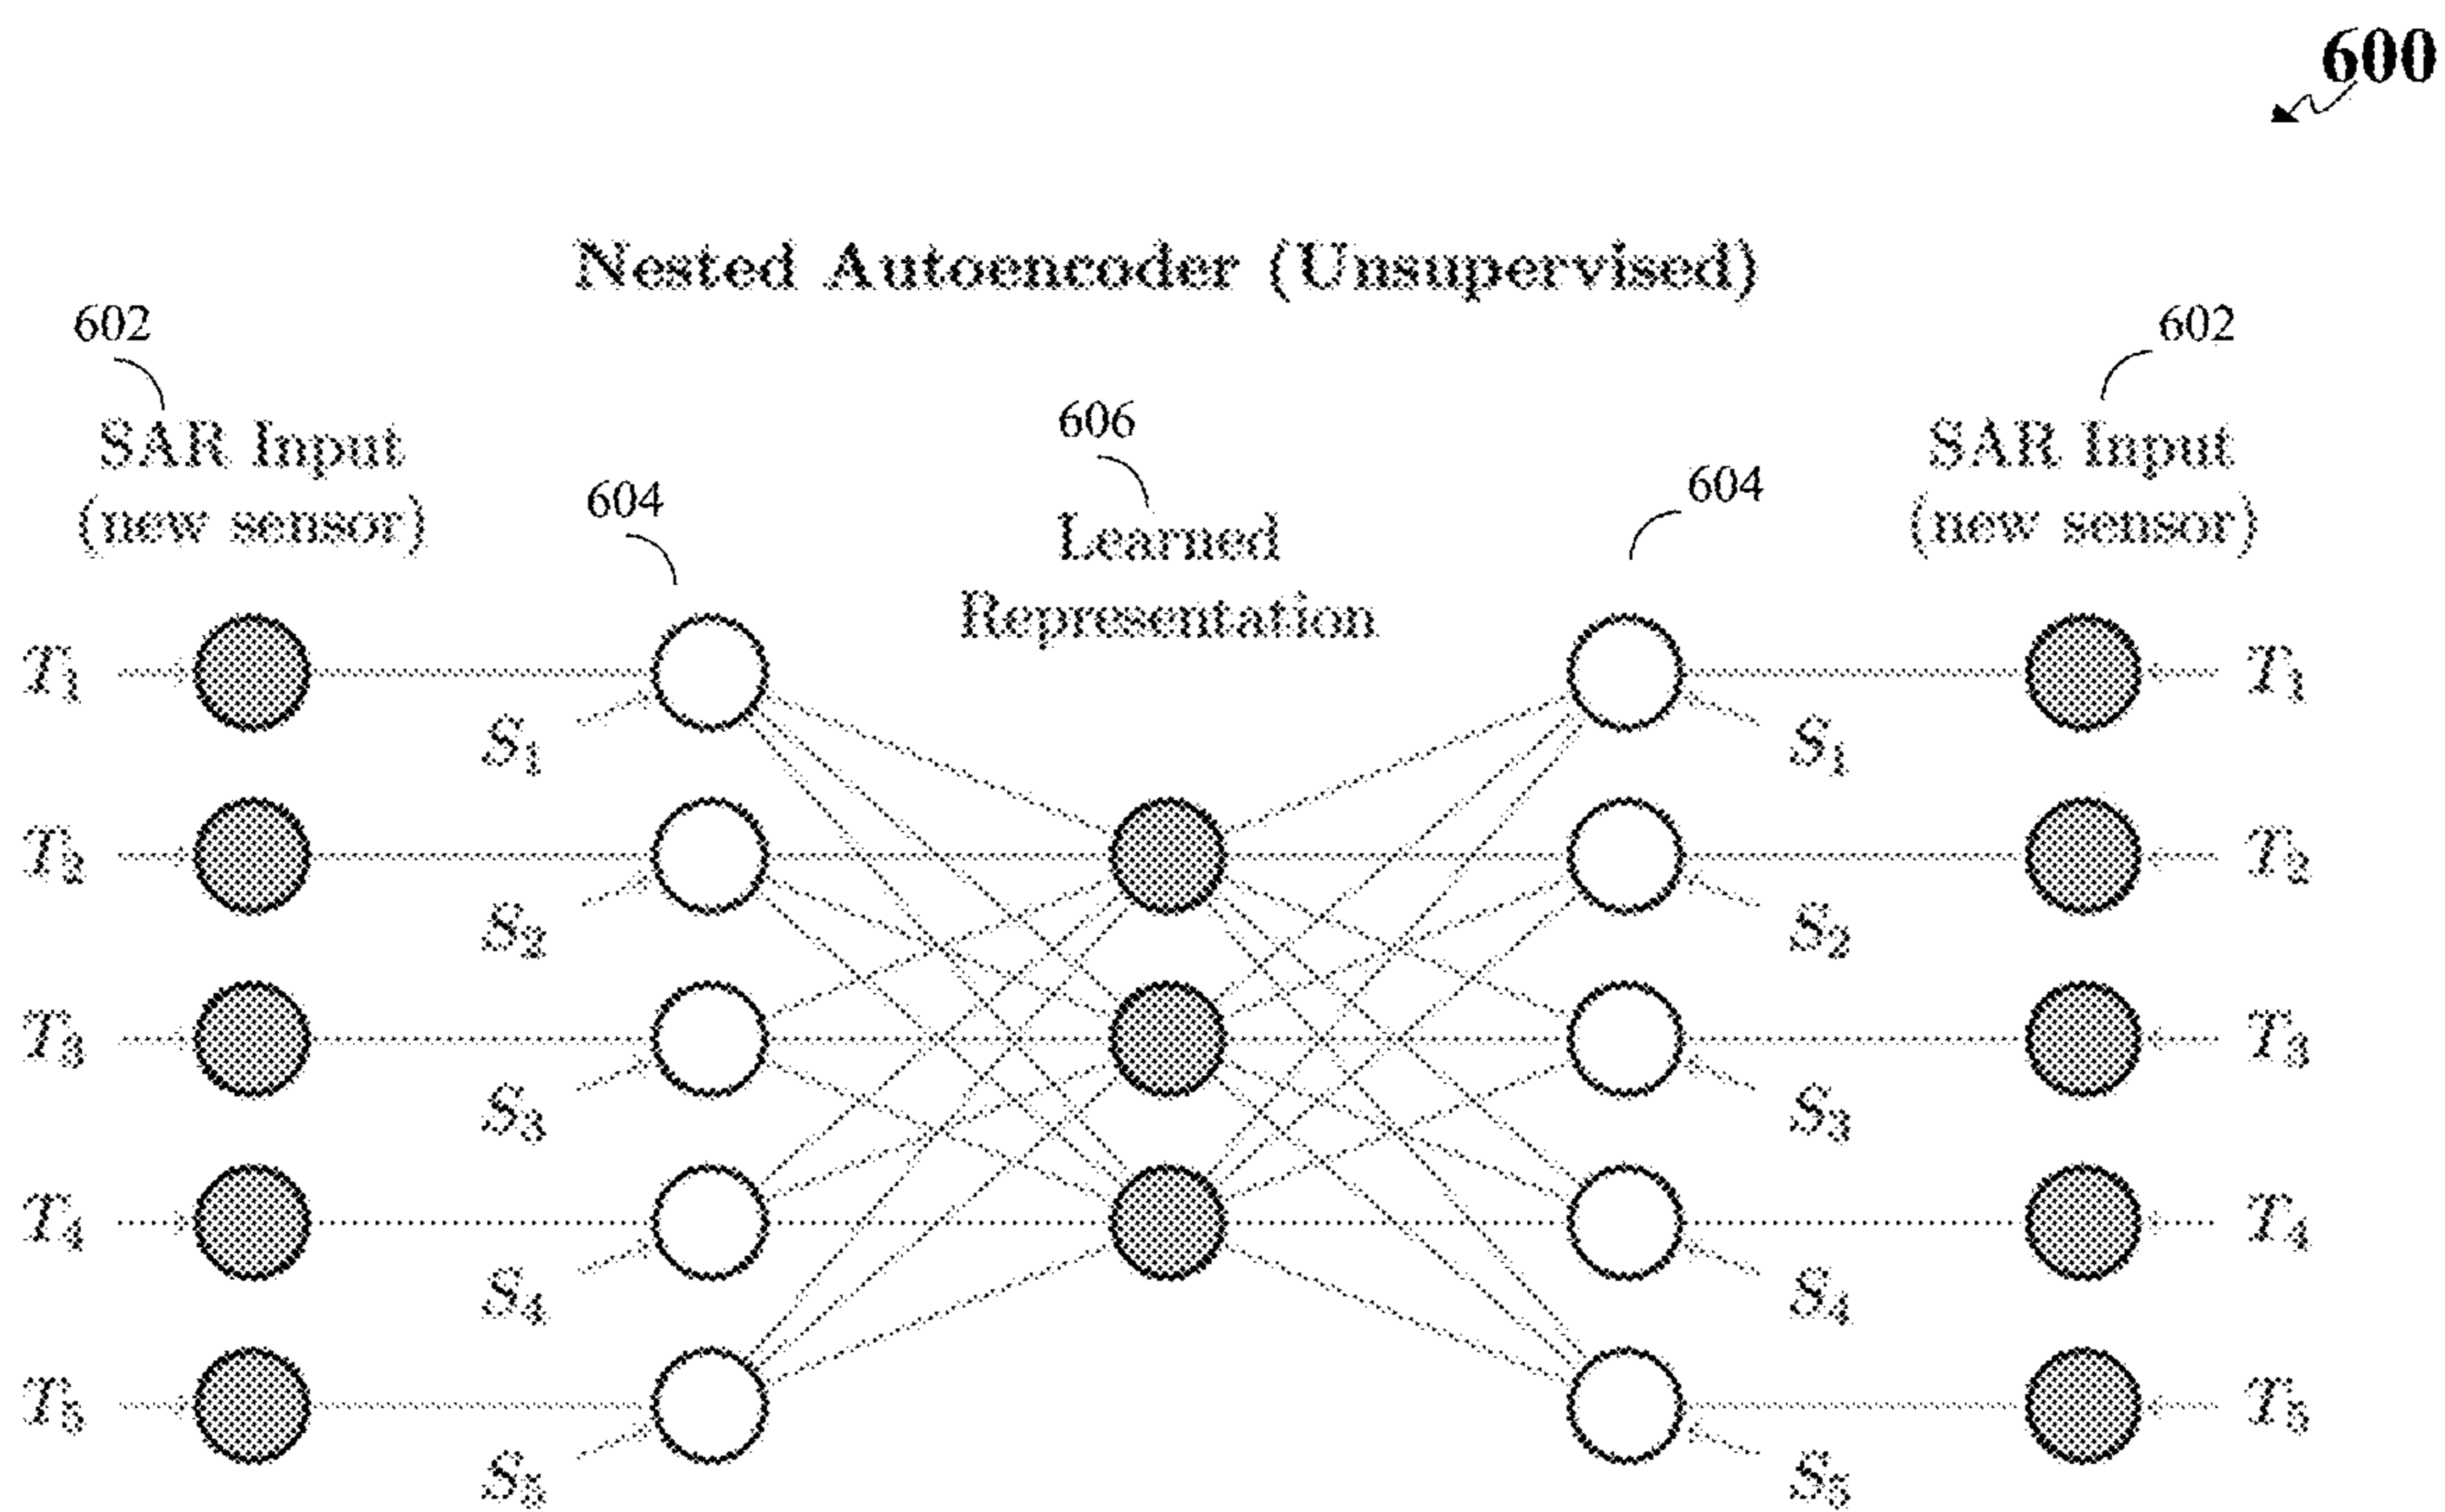 600
Nested Autoencoder (Unsupervised)
602
602
SAR Input
(new sensor)
606
SAR Input
(new sensor)
604
604
Learned
Representation
T₁
S₁
S₁
T₁
T₂
S₂
S₂
T₂
T₃
S₃
S₃
T₃
T₄
S₄
S₄
T₄
T₅
S₅
S₅
T₅